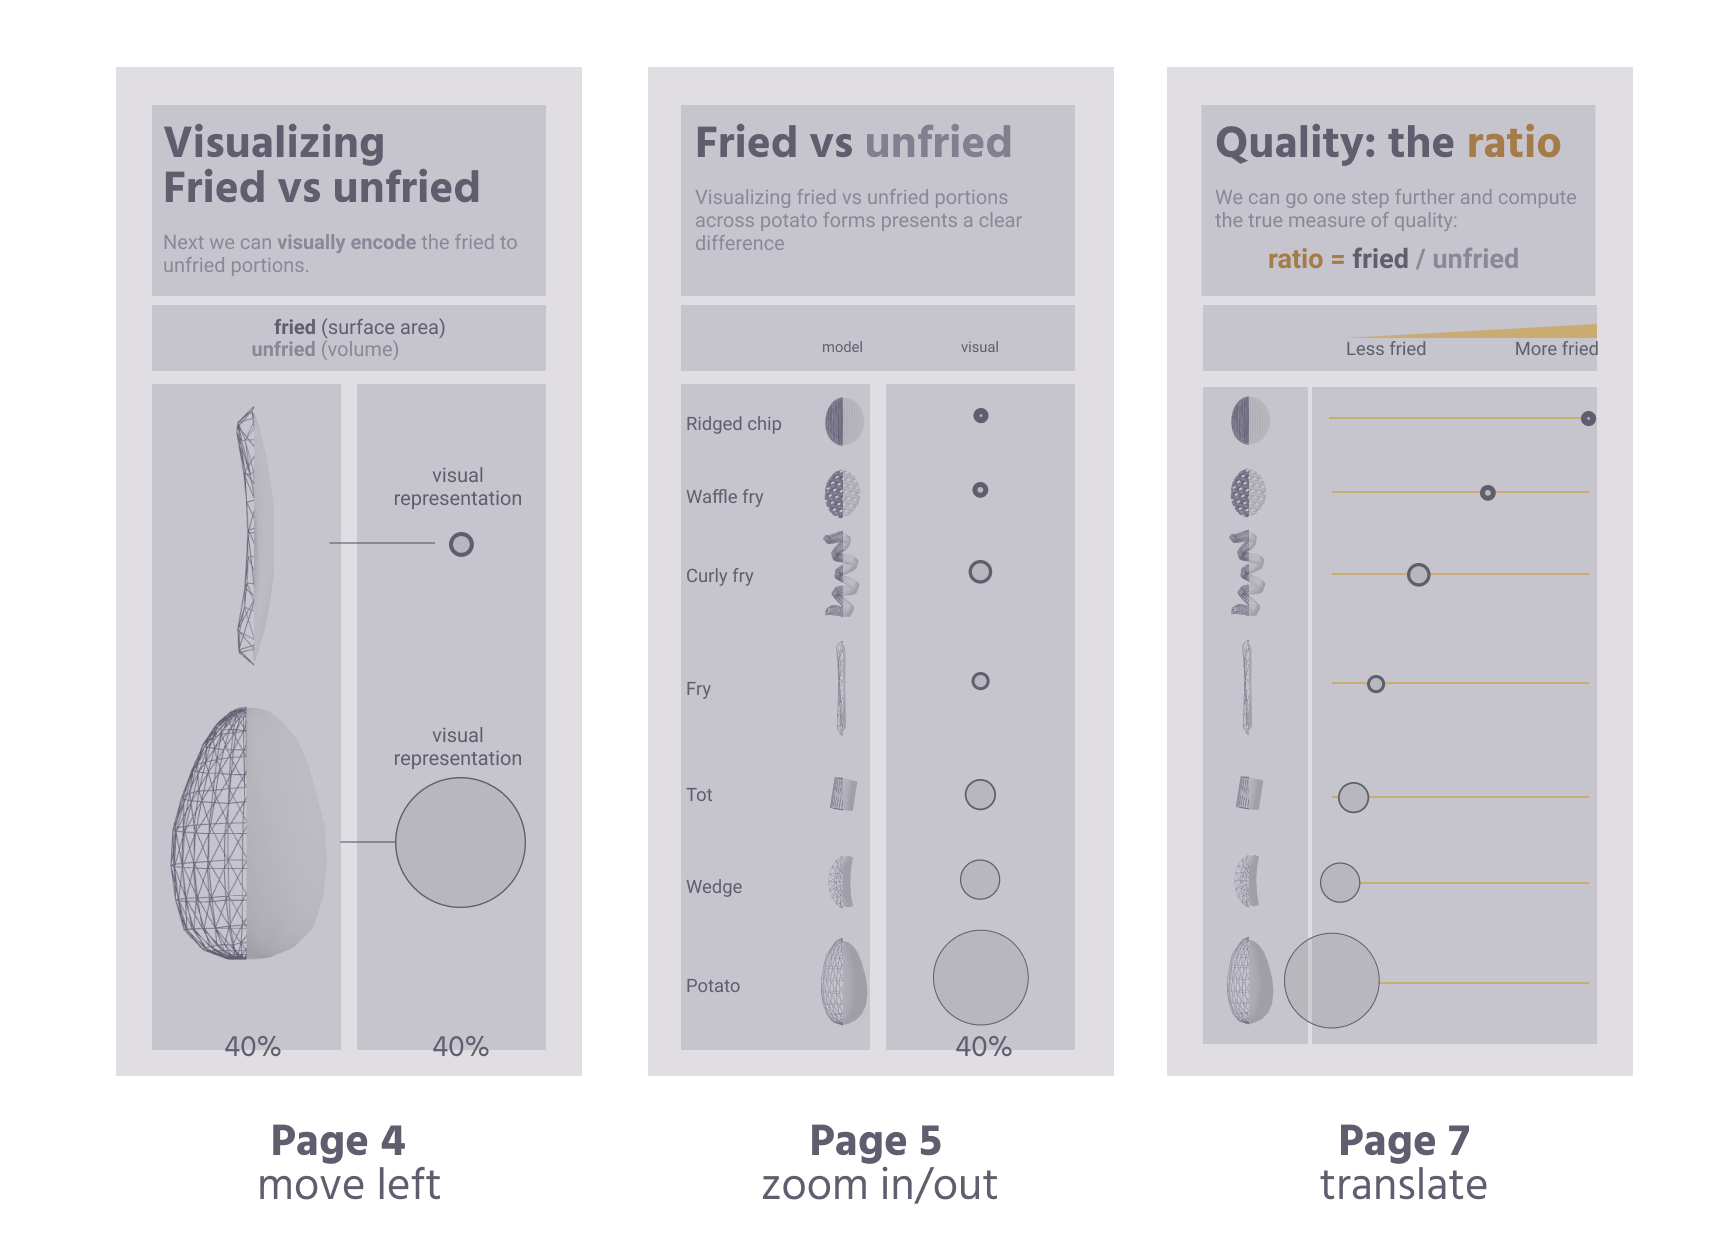 Visualizing
Fried vs unfried
Next we can visually encode the fried to
unfried portions.
fried (surface area)
unfried (volume)
visual
representation
visual
representation
40%
40%
Page 4
move left
Fried vs unfried
Visualizing fried vs unfried portions
across potato forms presents a clear
difference
model visual
Ridged chip
Waffle fry
Curly fry
Fry
Tot
Wedge
Potato
40%
Page 5
zoom in/out
Quality: the ratio
We can go one step further and compute
the true measure of quality:
ratio = fried / unfried
Less fried More fried
Page 7
translate